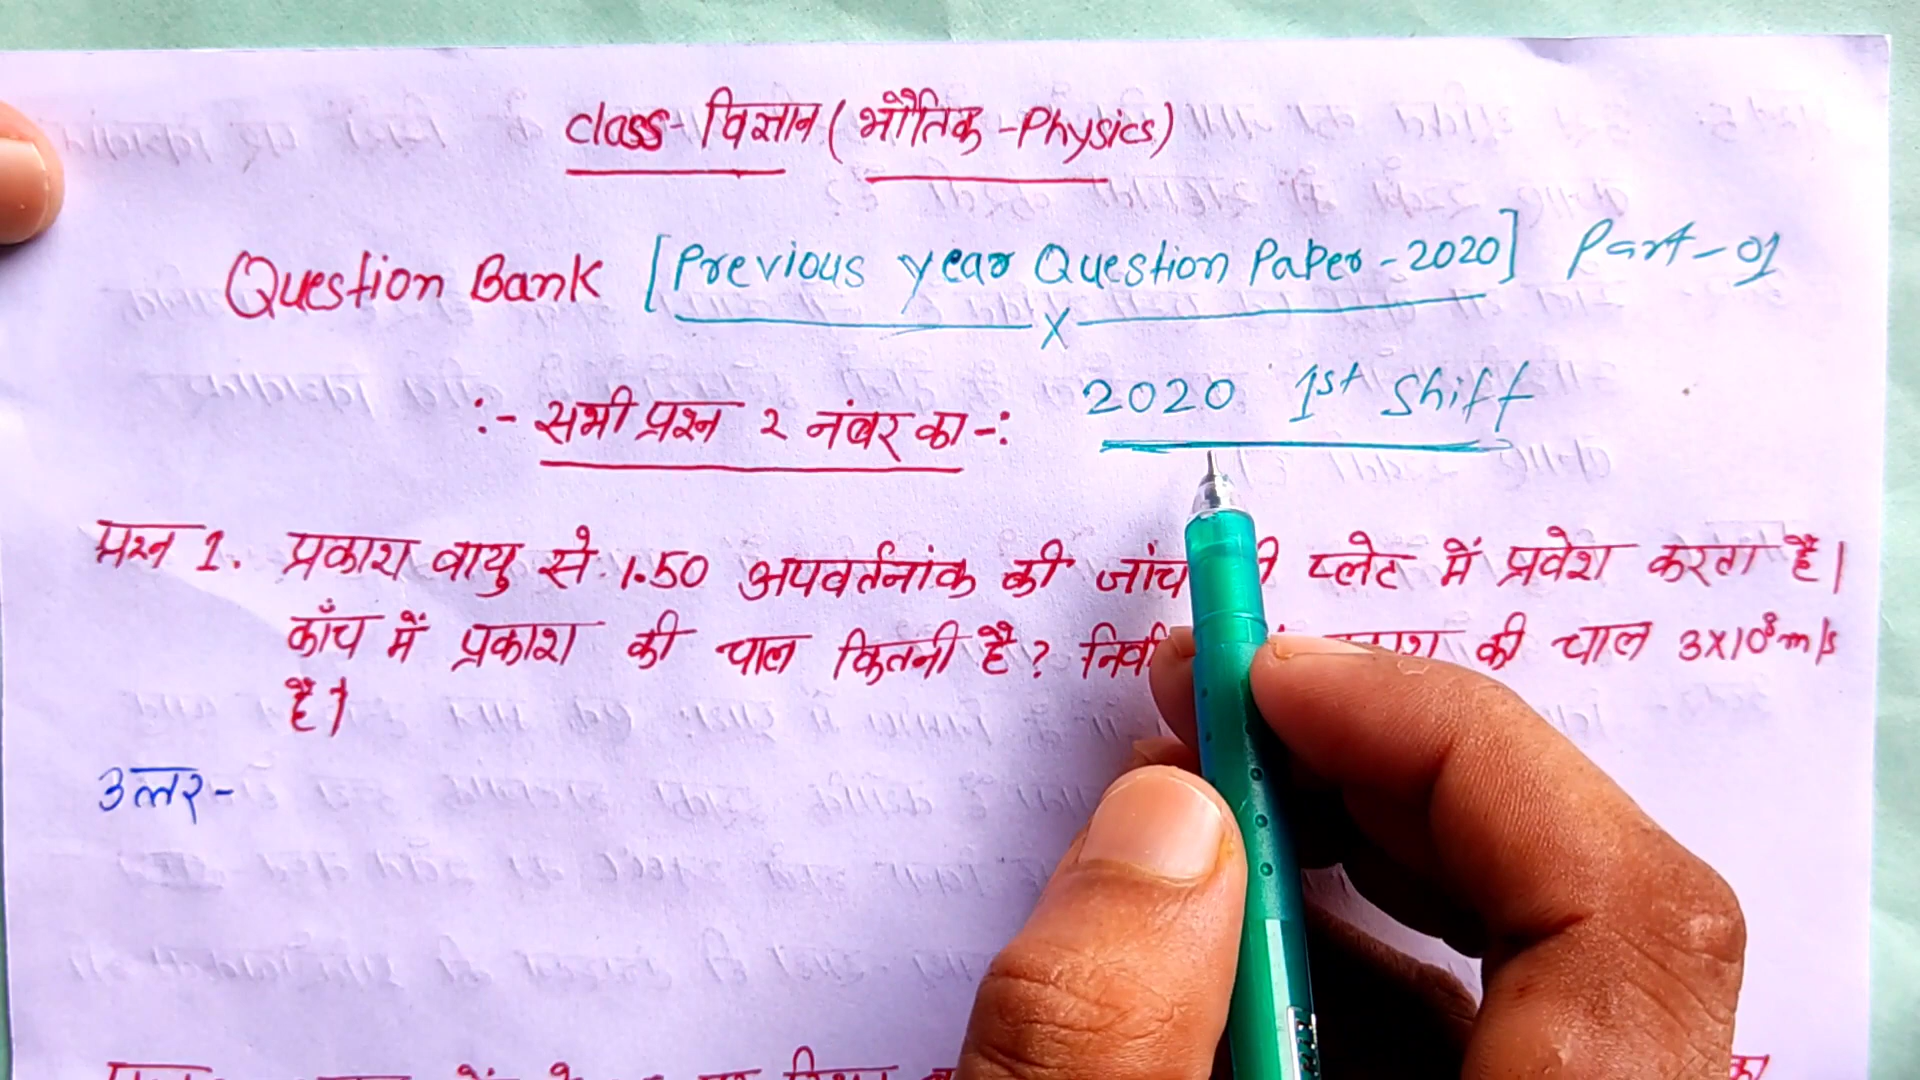 class-विज्ञान (भौतिक -Physics)
Question Bank [Previous year Question Paper - 2020] Part-01
:- सभी प्रश्न २ नंबर का -: 2020 1st Shiff
प्रश्न 1. प्रकाश वायु से 1.50 अपवर्तनांक की जांच प्लेट में प्रवेश करता है।
काँच में प्रकाश की चाल कितनी है? की चाल 3x10⁸m/s
है।
उत्तर-